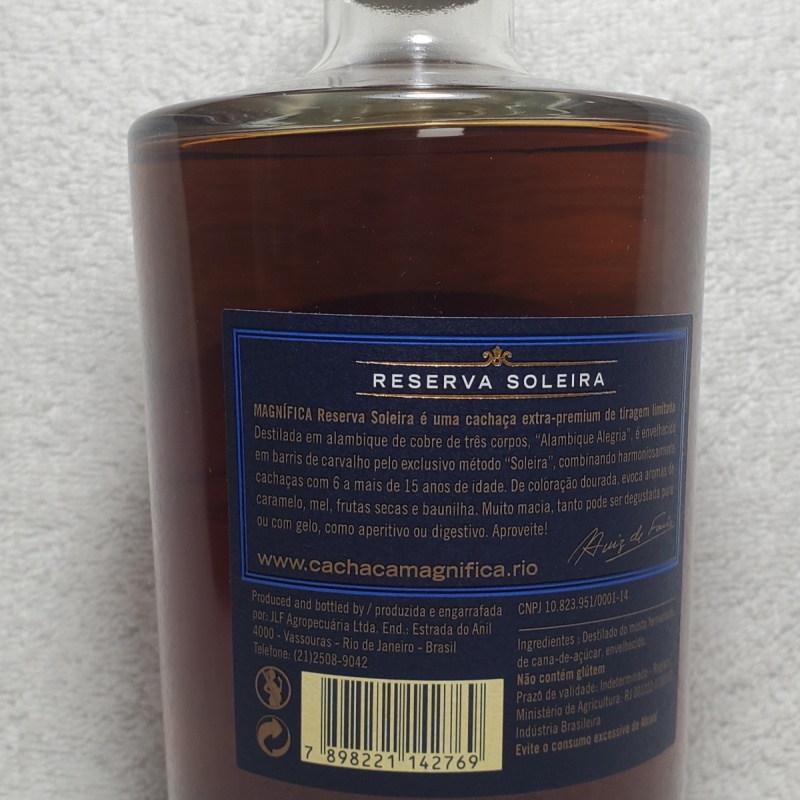 RESERVA SOLEIRA
MAGNÍFICA Reserva Soleira é uma cachaça extra-premium de tiragem limitada
Destilada em alambique de cobre de três corpos, “Alambique Alegria”, é envelhecida
em barris de carvalho pelo exclusivo método “Soleira”, combinando harmoniosamente
cachaças com 6 a mais de 15 anos de idade. De coloração dourada, evoca aromas de
caramelo, mel, frutas secas e baunilha. Muito macia, tanto pode ser degustada pura
ou com gelo, como aperitivo ou digestivo. Aproveite!
www.cachacamagnifica.rio
Produced and bottled by / produzida e engarrafada
por: JLF Agropecuária Ltda. End.: Estrada do Anil
4000 - Vassouras - Rio de Janeiro - Brasil
Telefone: (21)2508-9042
CNPJ 10.823.951/0001-14
Ingredientes : Destilado do mosto fermentado
de cana-de-açúcar, envelhecido.
Não contém glútem
Prazo de validade: Indeterminado - Registro
Ministério de Agricultura: RJ
Indústria Brasileira
Evite o consumo excessivo de Álcool
7 898221 142769